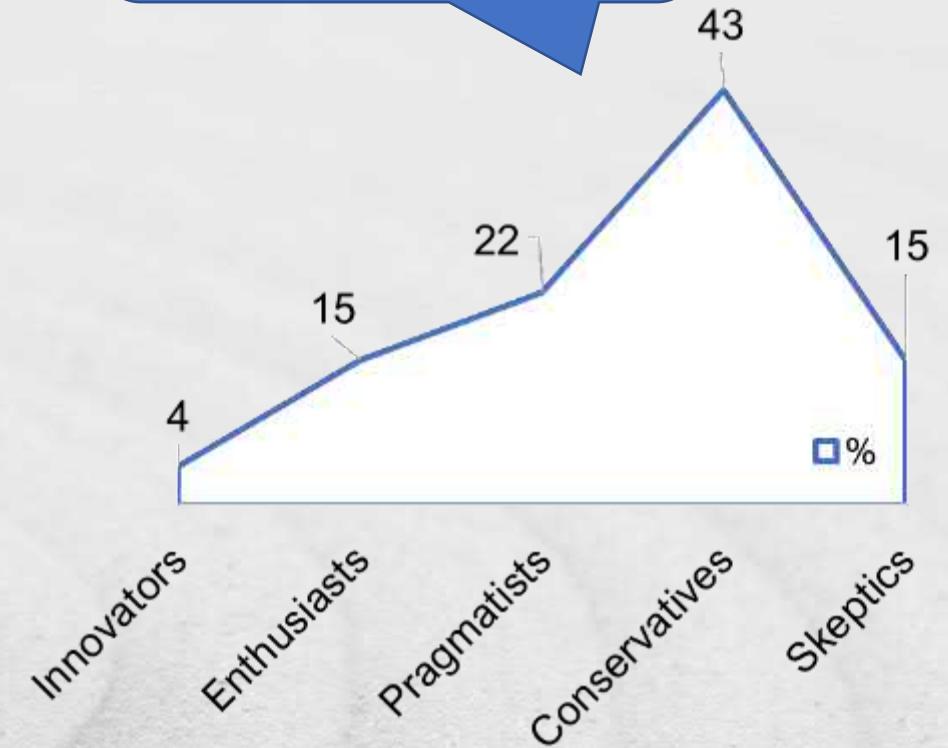 43
22
15
15
4
%
Innovators
Enthusiasts
Pragmatists
Conservatives
Skeptics